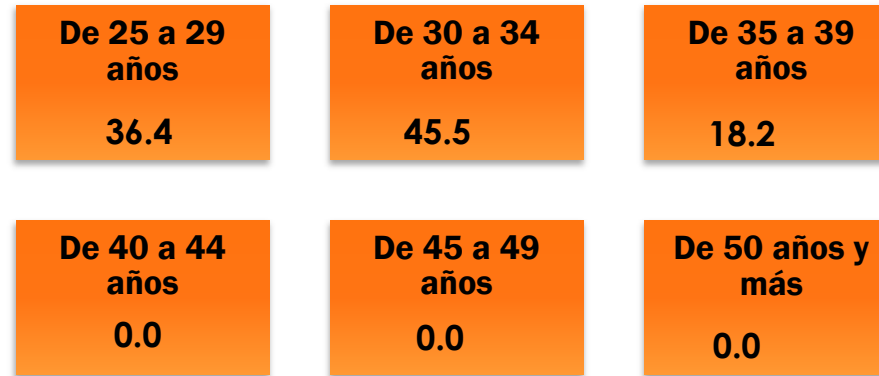 De 25 a 29
años
36.4
De 30 a 34
años
45.5
De 35 a 39
años
18.2
De 40 a 44
años
0.0
De 45 a 49
años
0.0
De 50 años y
más
0.0